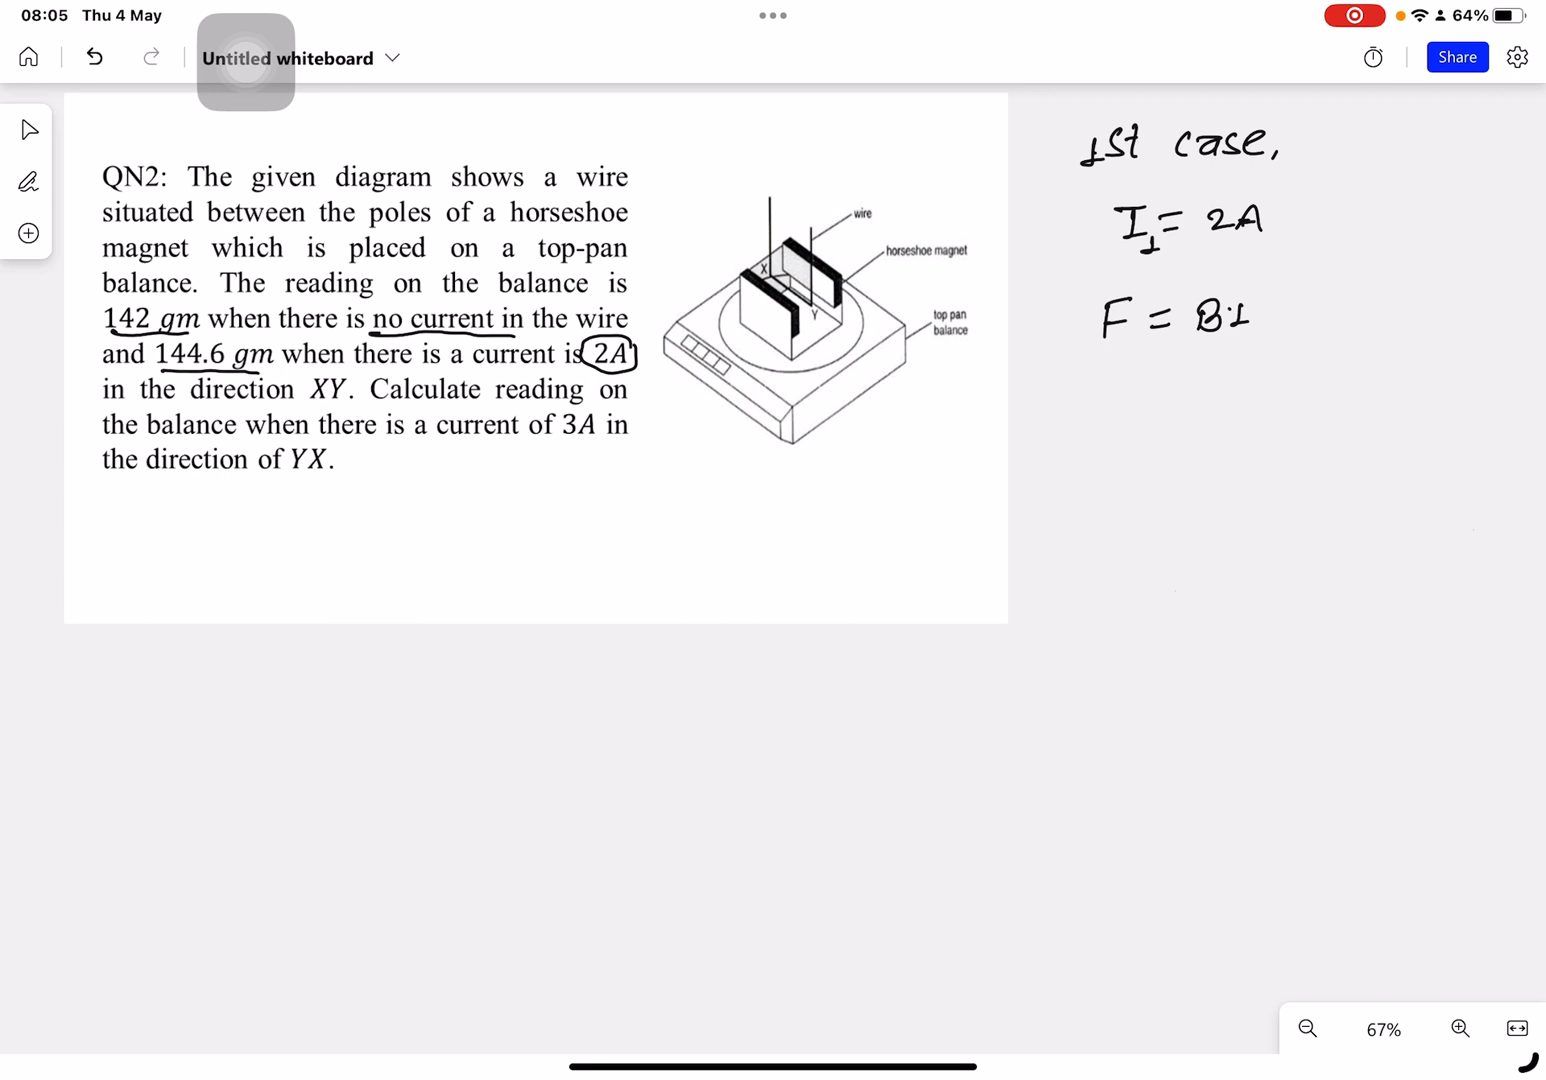 08:05 Thu 4 May
64%
Untitled whiteboard
Share
QN2: The given diagram shows a wire
situated between the poles of a horseshoe
magnet which is placed on a top-pan
balance. The reading on the balance is
142 gm when there is no current in the wire
and 144.6 gm when there is a current is 2A
in the direction XY. Calculate reading on
the balance when there is a current of 3A in
the direction of YX.
wire
horseshoe magnet
top pan
balance
X
Y
1st case,
I₁ = 2A
F = BI
67%